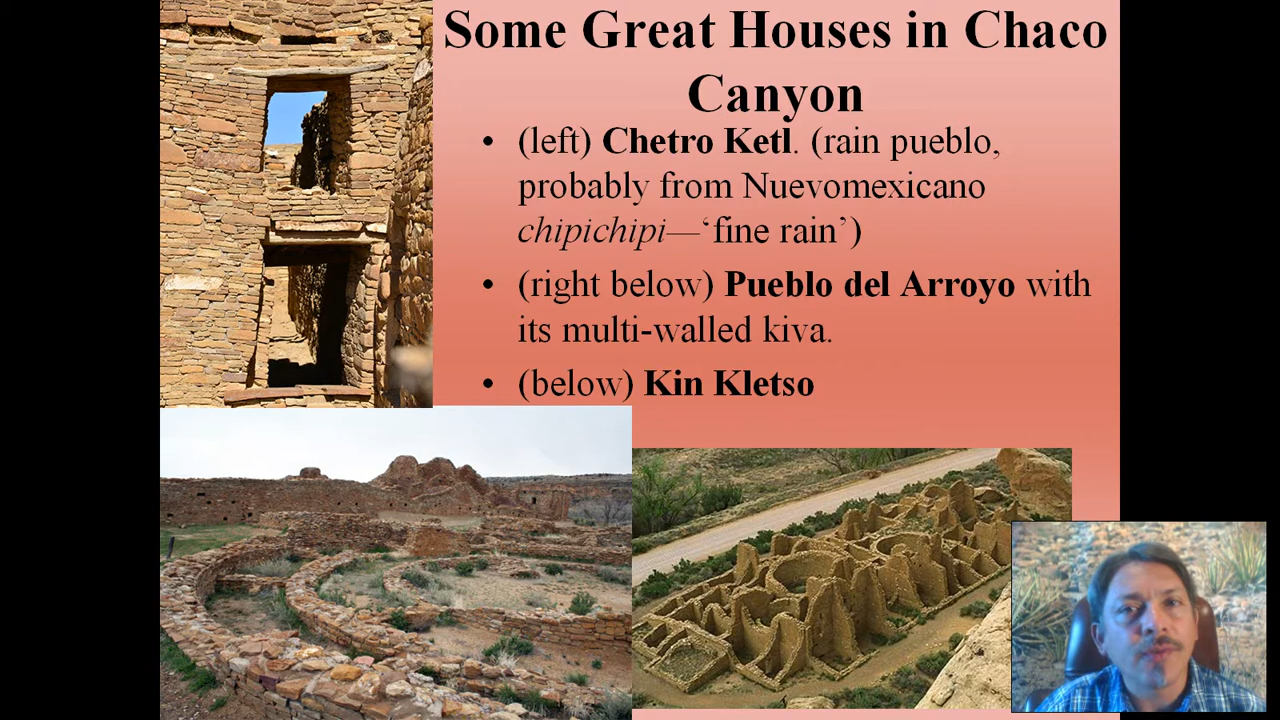 Some Great Houses in Chaco
Canyon
• (left) Chetro Ketl. (rain pueblo,
probably from Nuevomexicano
chipichipi—‘fine rain’)
• (right below) Pueblo del Arroyo with
its multi-walled kiva.
• (below) Kin Kletso